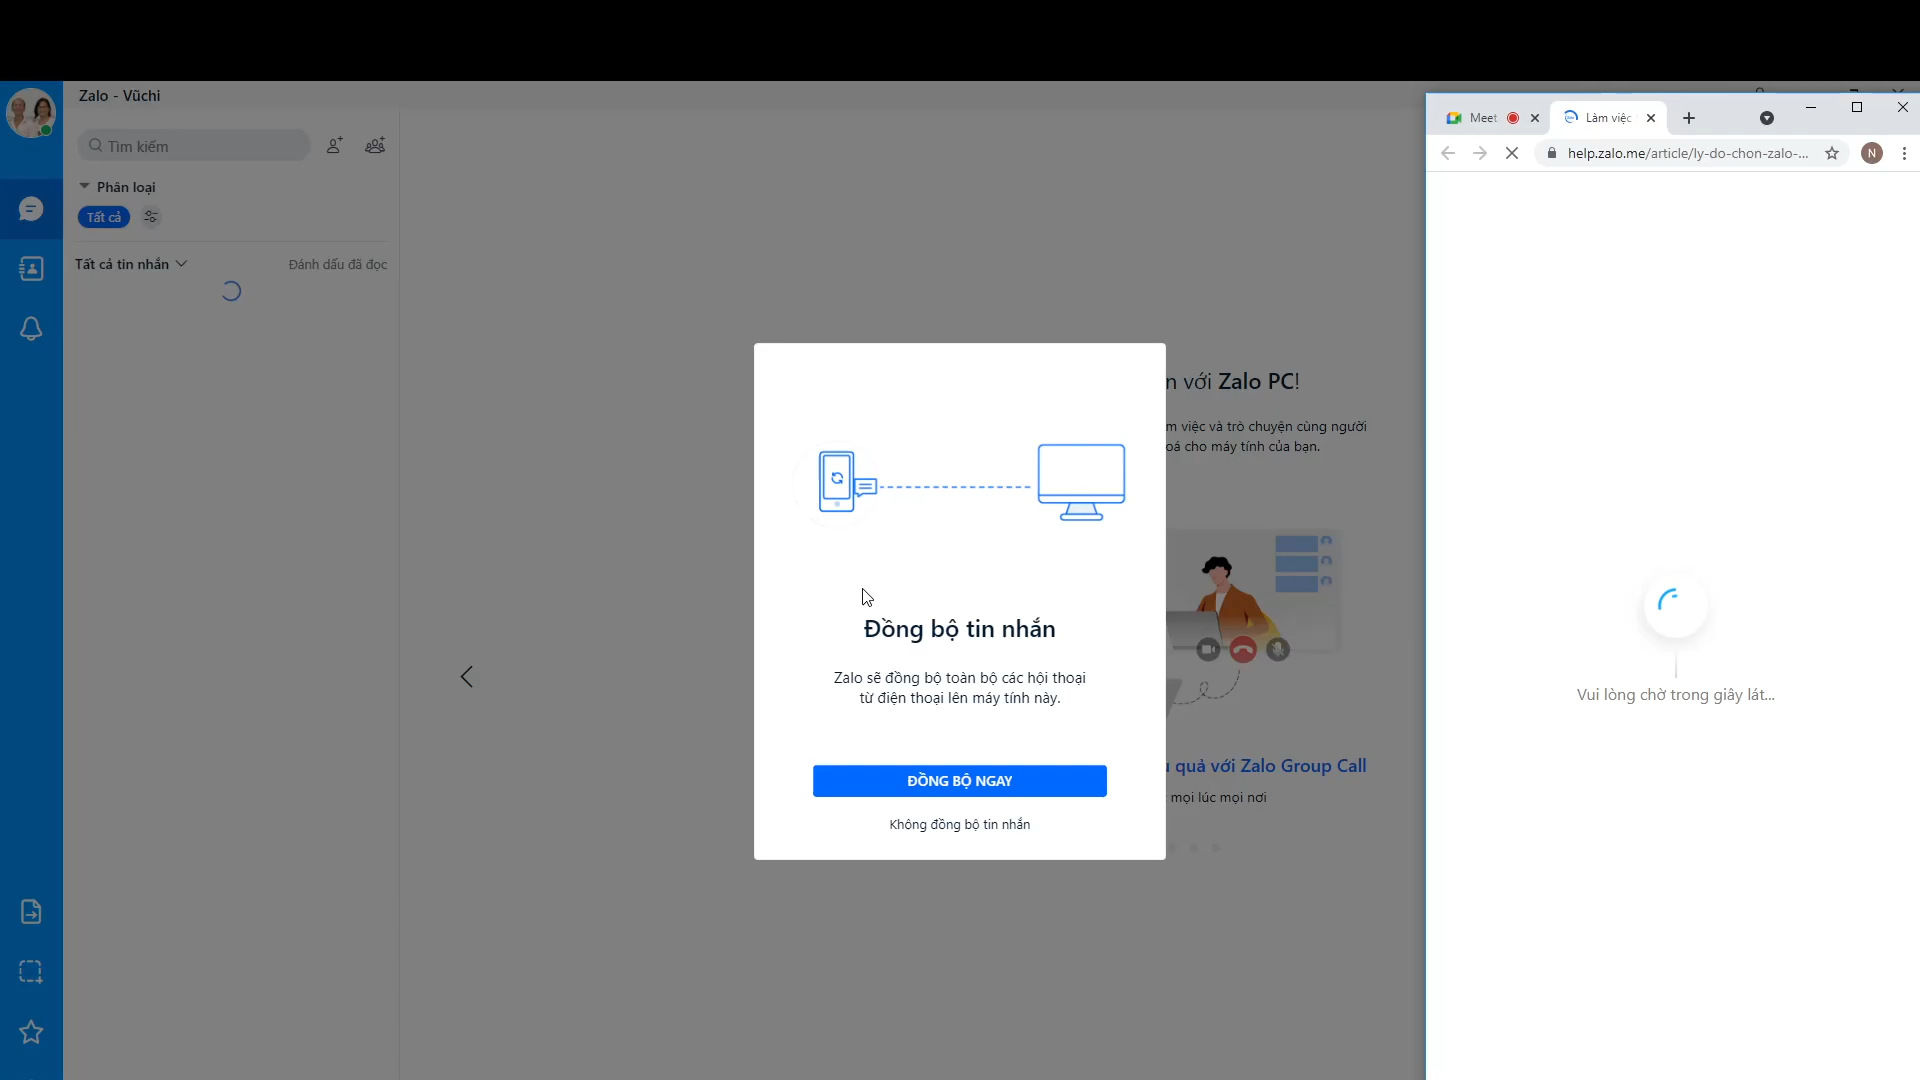 Zalo - Vũchi
Tìm kiếm
Phân loại
Tất cả
Tất cả tin nhắn
Đánh dấu đã đọc
n với Zalo PC!
m việc và trò chuyện cùng người
oá cho máy tính của bạn.
Đồng bộ tin nhắn
Zalo sẽ đồng bộ toàn bộ các hội thoại
từ điện thoại lên máy tính này.
ĐỒNG BỘ NGAY
Không đồng bộ tin nhắn
quả với Zalo Group Call
mọi lúc mọi nơi
Meet
Làm việc
help.zalo.me/article/ly-do-chon-zalo-...
N
Vui lòng chờ trong giây lát...